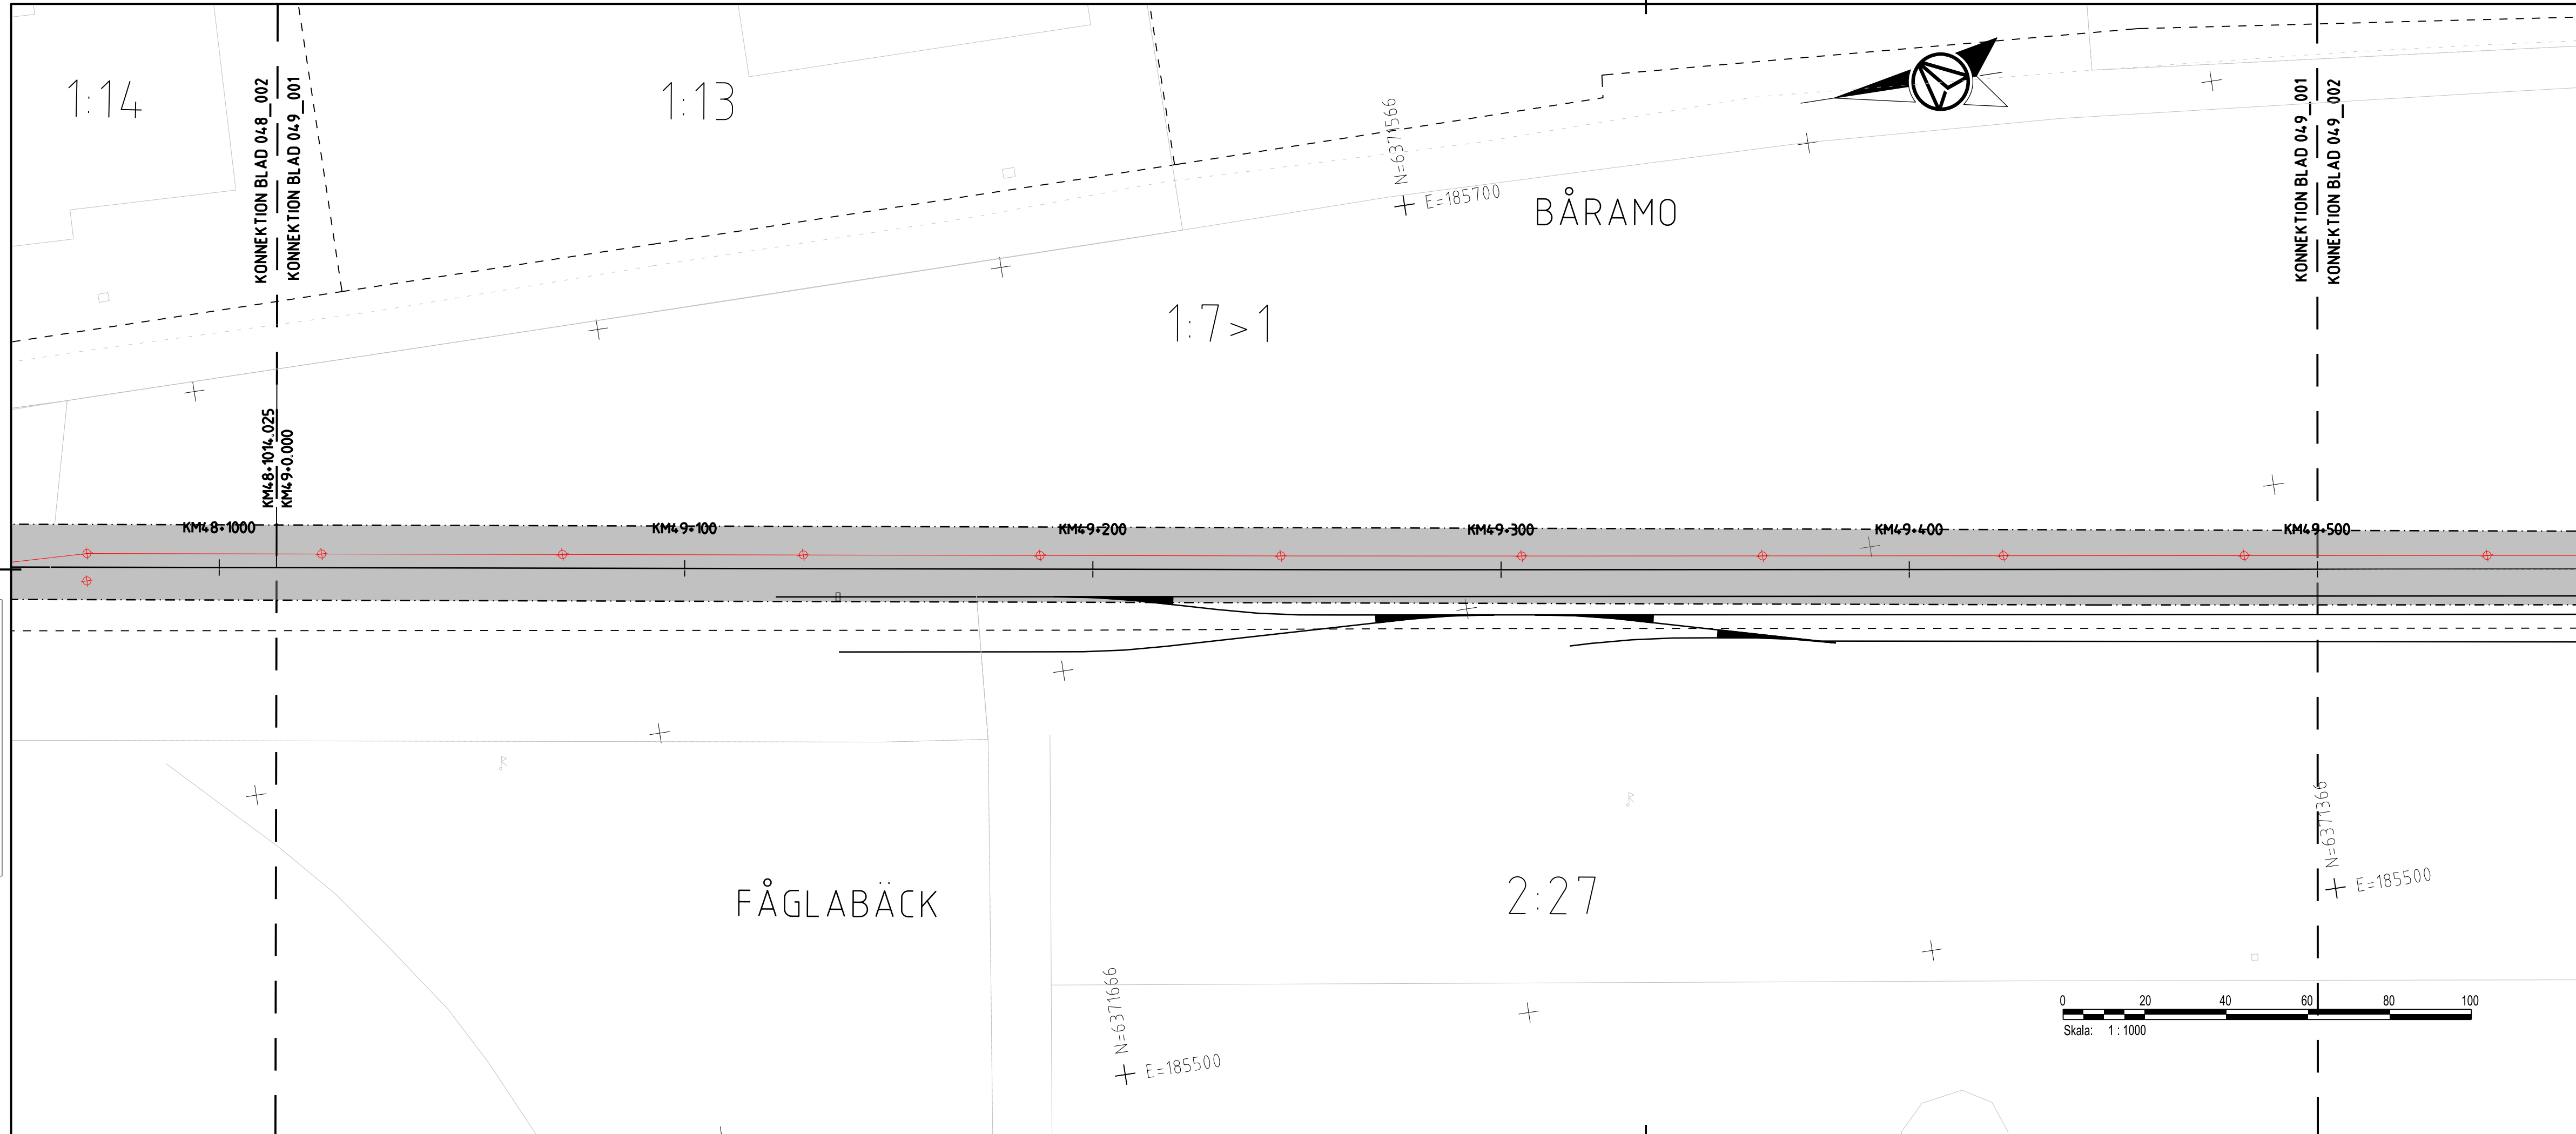 1:14
KONNEKTION BLAD 048_002
KONNEKTION BLAD 049_001
1:13
N=6371566
E=185700
BÅRAMO
KONNEKTION BLAD 049_001
KONNEKTION BLAD 049_002
1:7>1
KM48+1014.025
KM49+0.000
KM48+1000
KM49+100
KM49+200
KM49+300
KM49+400
KM49+500
FÅGLABÄCK
2:27
N=6371366
E=185500
N=6371666
E=185500
0 20 40 60 80 100
Skala: 1 : 1000